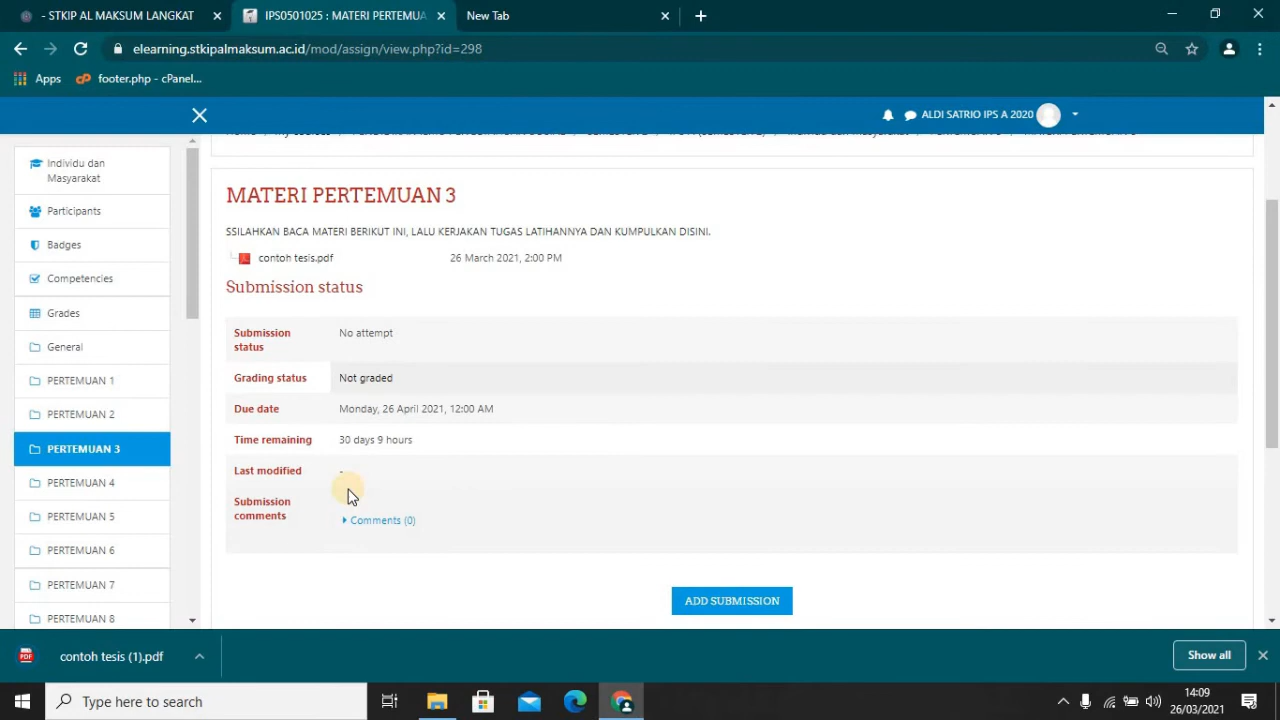 - STKIP AL MAKSUM LANGKAT
IPS0501025 : MATERI PERTEMUA
New Tab
elearning.stkipalmaksum.ac.id/mod/assign/view.php?id=298
Apps
footer.php - cPanel...
ALDI SATRIO IPS A 2020
Individu dan
Masyarakat
Participants
Badges
Competencies
Grades
General
PERTEMUAN 1
PERTEMUAN 2
PERTEMUAN 3
PERTEMUAN 4
PERTEMUAN 5
PERTEMUAN 6
PERTEMUAN 7
PERTEMUAN 8
MATERI PERTEMUAN 3
SSILAHKAN BACA MATERI BERIKUT INI, LALU KERJAKAN TUGAS LATIHANNYA DAN KUMPULKAN DISINI.
contoh tesis.pdf 26 March 2021, 2:00 PM
Submission status
Submission
status
No attempt
Grading status Not graded
Due date Monday, 26 April 2021, 12:00 AM
Time remaining 30 days 9 hours
Last modified -
Submission
comments
Comments (0)
ADD SUBMISSION
contoh tesis (1).pdf
Show all
Type here to search
14:09
26/03/2021